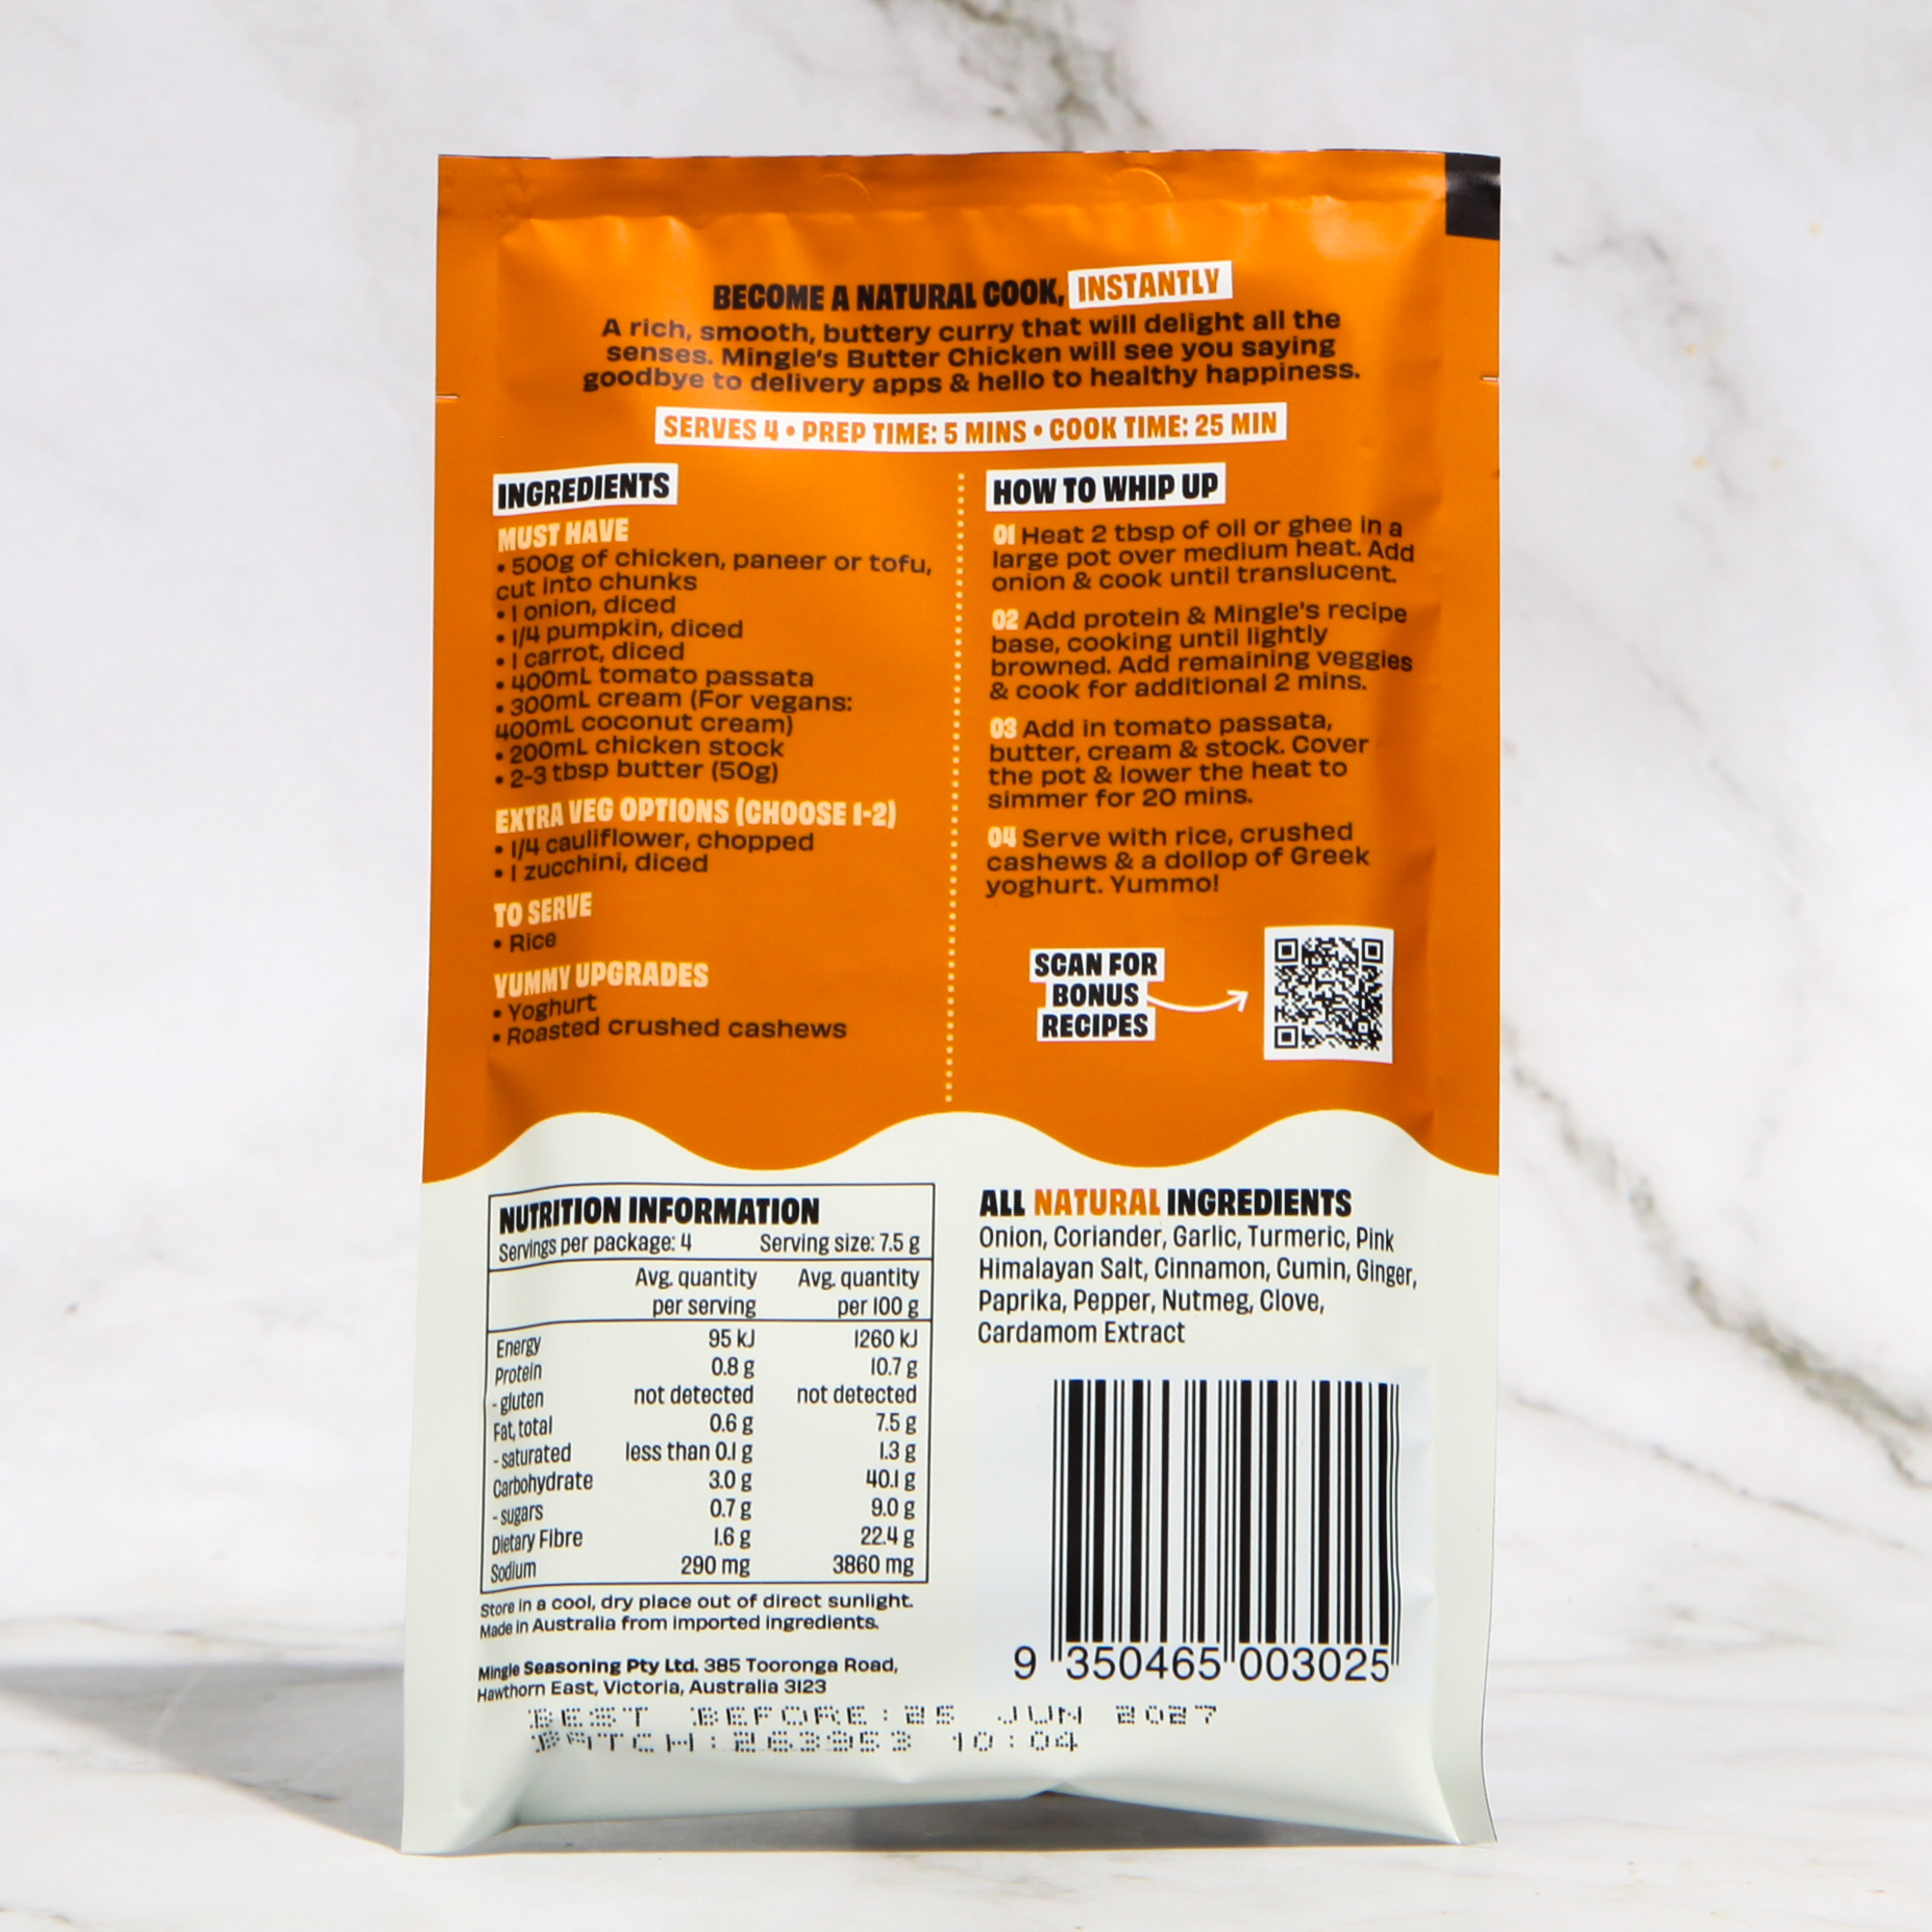 BECOME A NATURAL COOK, INSTANTLY
A rich, smooth, buttery curry that will delight all the
senses. Mingle's Butter Chicken will see you saying
goodbye to delivery apps & hello to healthy happiness.
SERVES 4 • PREP TIME: 5 MINS • COOK TIME: 25 MIN
INGREDIENTS
MUST HAVE
• 500g of chicken, paneer or tofu,
cut into chunks
• 1 onion, diced
• 1/4 pumpkin, diced
• 1 carrot, diced
• 400mL tomato passata
• 300mL cream (For vegans:
400mL coconut cream)
• 200mL chicken stock
• 2-3 tbsp butter (50g)
EXTRA VEG OPTIONS (CHOOSE 1-2)
• 1/4 cauliflower, chopped
• 1 zucchini, diced
TO SERVE
• Rice
YUMMY UPGRADES
• Yoghurt
• Roasted crushed cashews
HOW TO WHIP UP
01 Heat 2 tbsp of oil or ghee in a
large pot over medium heat. Add
onion & cook until translucent.
02 Add protein & Mingle's recipe
base, cooking until lightly
browned. Add remaining veggies
& cook for additional 2 mins.
03 Add in tomato passata,
butter, cream & stock. Cover
the pot & lower the heat to
simmer for 20 mins.
04 Serve with rice, crushed
cashews & a dollop of Greek
yoghurt. Yummo!
SCAN FOR
BONUS
RECIPES
NUTRITION INFORMATION
Servings per package: 4 Serving size: 7.5 g
Avg. quantity Avg. quantity
per serving per 100 g
Energy 95 kJ 1260 kJ
Protein 0.8 g 10.7 g
- gluten not detected not detected
Fat, total 0.6 g 7.5 g
- saturated less than 0.1 g 1.3 g
Carbohydrate 3.0 g 40.1 g
- sugars 0.7 g 9.0 g
Dietary Fibre 1.6 g 22.4 g
Sodium 290 mg 3860 mg
Store in a cool, dry place out of direct sunlight.
Made in Australia from imported ingredients.
Mingle Seasoning Pty Ltd. 385 Tooronga Road,
Hawthorn East, Victoria, Australia 3123
ALL NATURAL INGREDIENTS
Onion, Coriander, Garlic, Turmeric, Pink
Himalayan Salt, Cinnamon, Cumin, Ginger,
Paprika, Pepper, Nutmeg, Clove,
Cardamom Extract
9 350465 003025
BEST BEFORE: 25 JUN 2027
BATCH: 263953 10:04